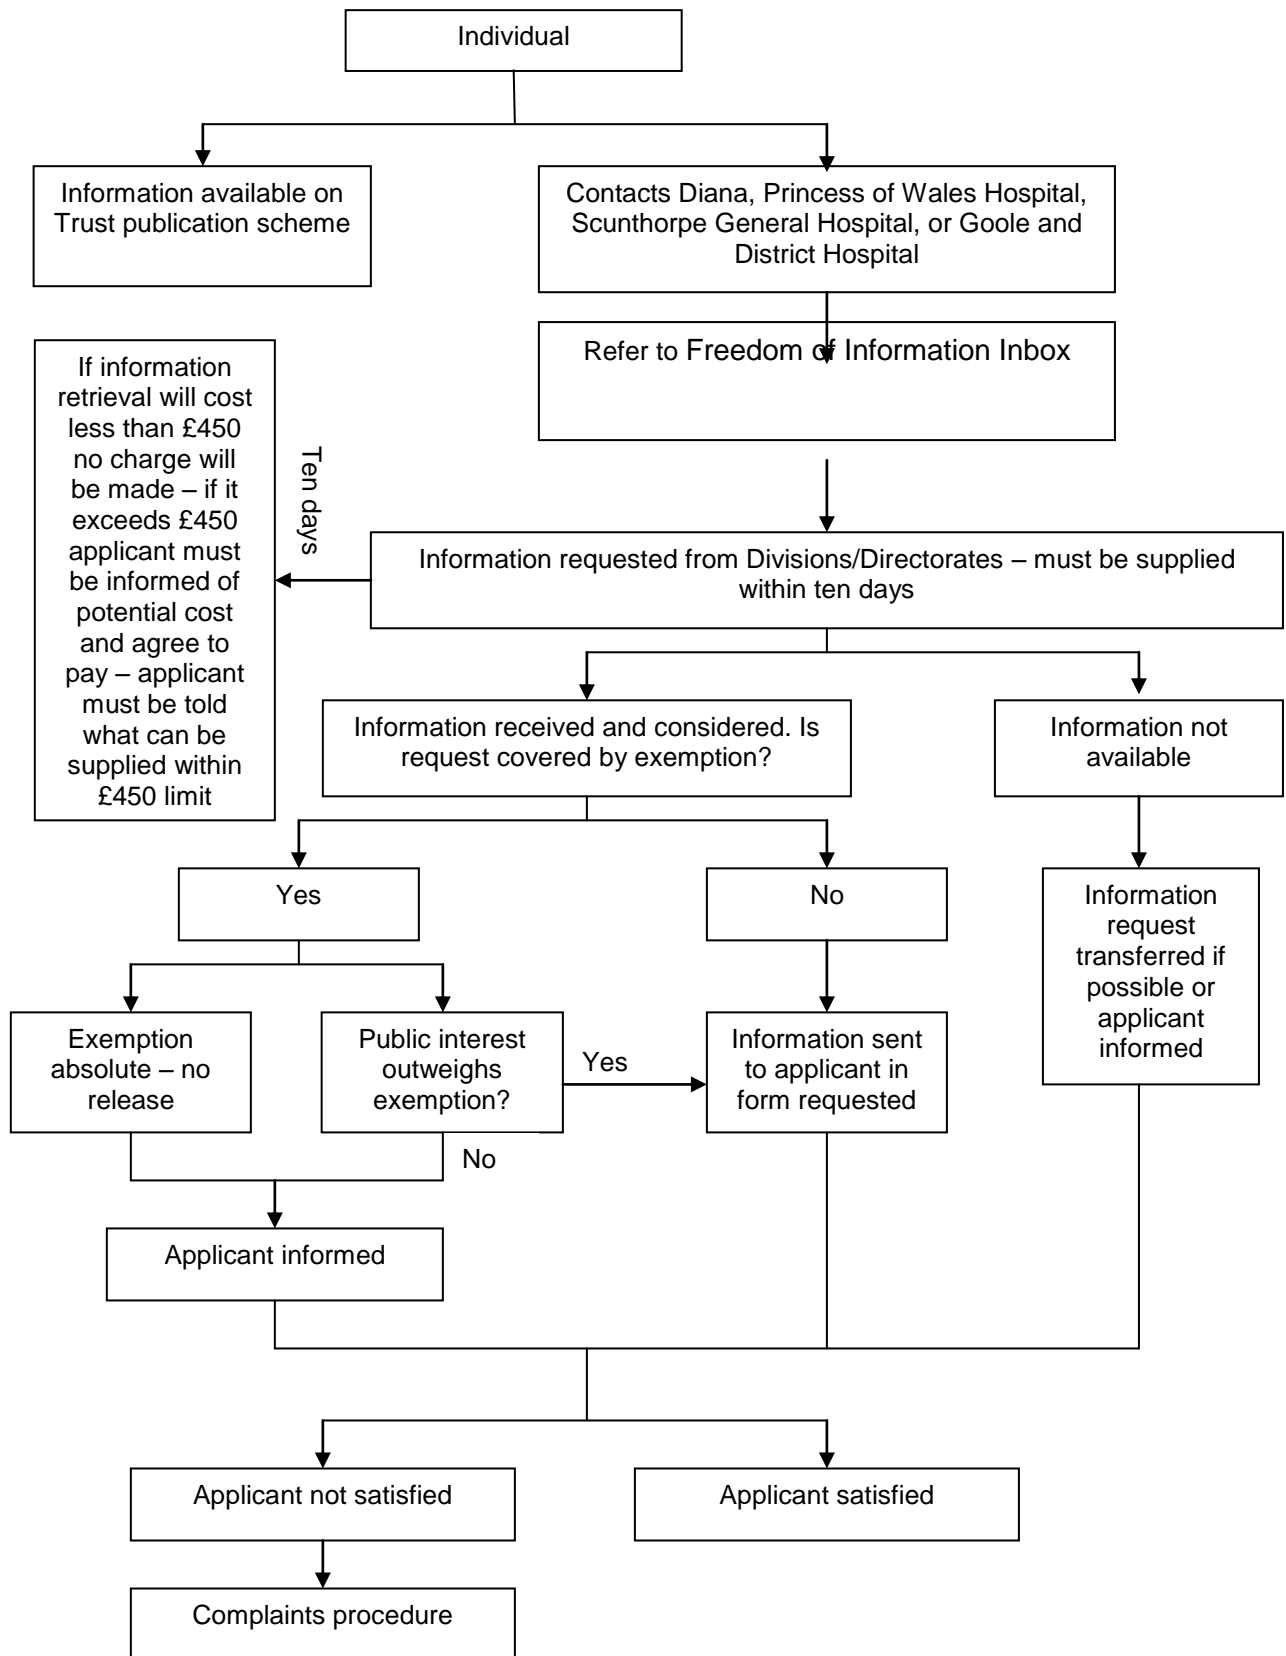 Individual
Information available on
Trust publication scheme
Contacts Diana, Princess of Wales Hospital,
Scunthorpe General Hospital, or Goole and
District Hospital
Refer to Freedom of Information Inbox
If information
retrieval will cost
less than £450
no charge will
be made – if it
exceeds £450
applicant must
be informed of
potential cost
and agree to
pay – applicant
must be told
what can be
supplied within
£450 limit
Ten days
Information requested from Divisions/Directorates – must be supplied
within ten days
Information received and considered. Is
request covered by exemption?
Information not
available
Yes
No
Information
request
transferred if
possible or
applicant
informed
Exemption
absolute – no
release
Public interest
outweighs
exemption?
Yes
Information sent
to applicant in
form requested
No
Applicant informed
Applicant not satisfied
Applicant satisfied
Complaints procedure